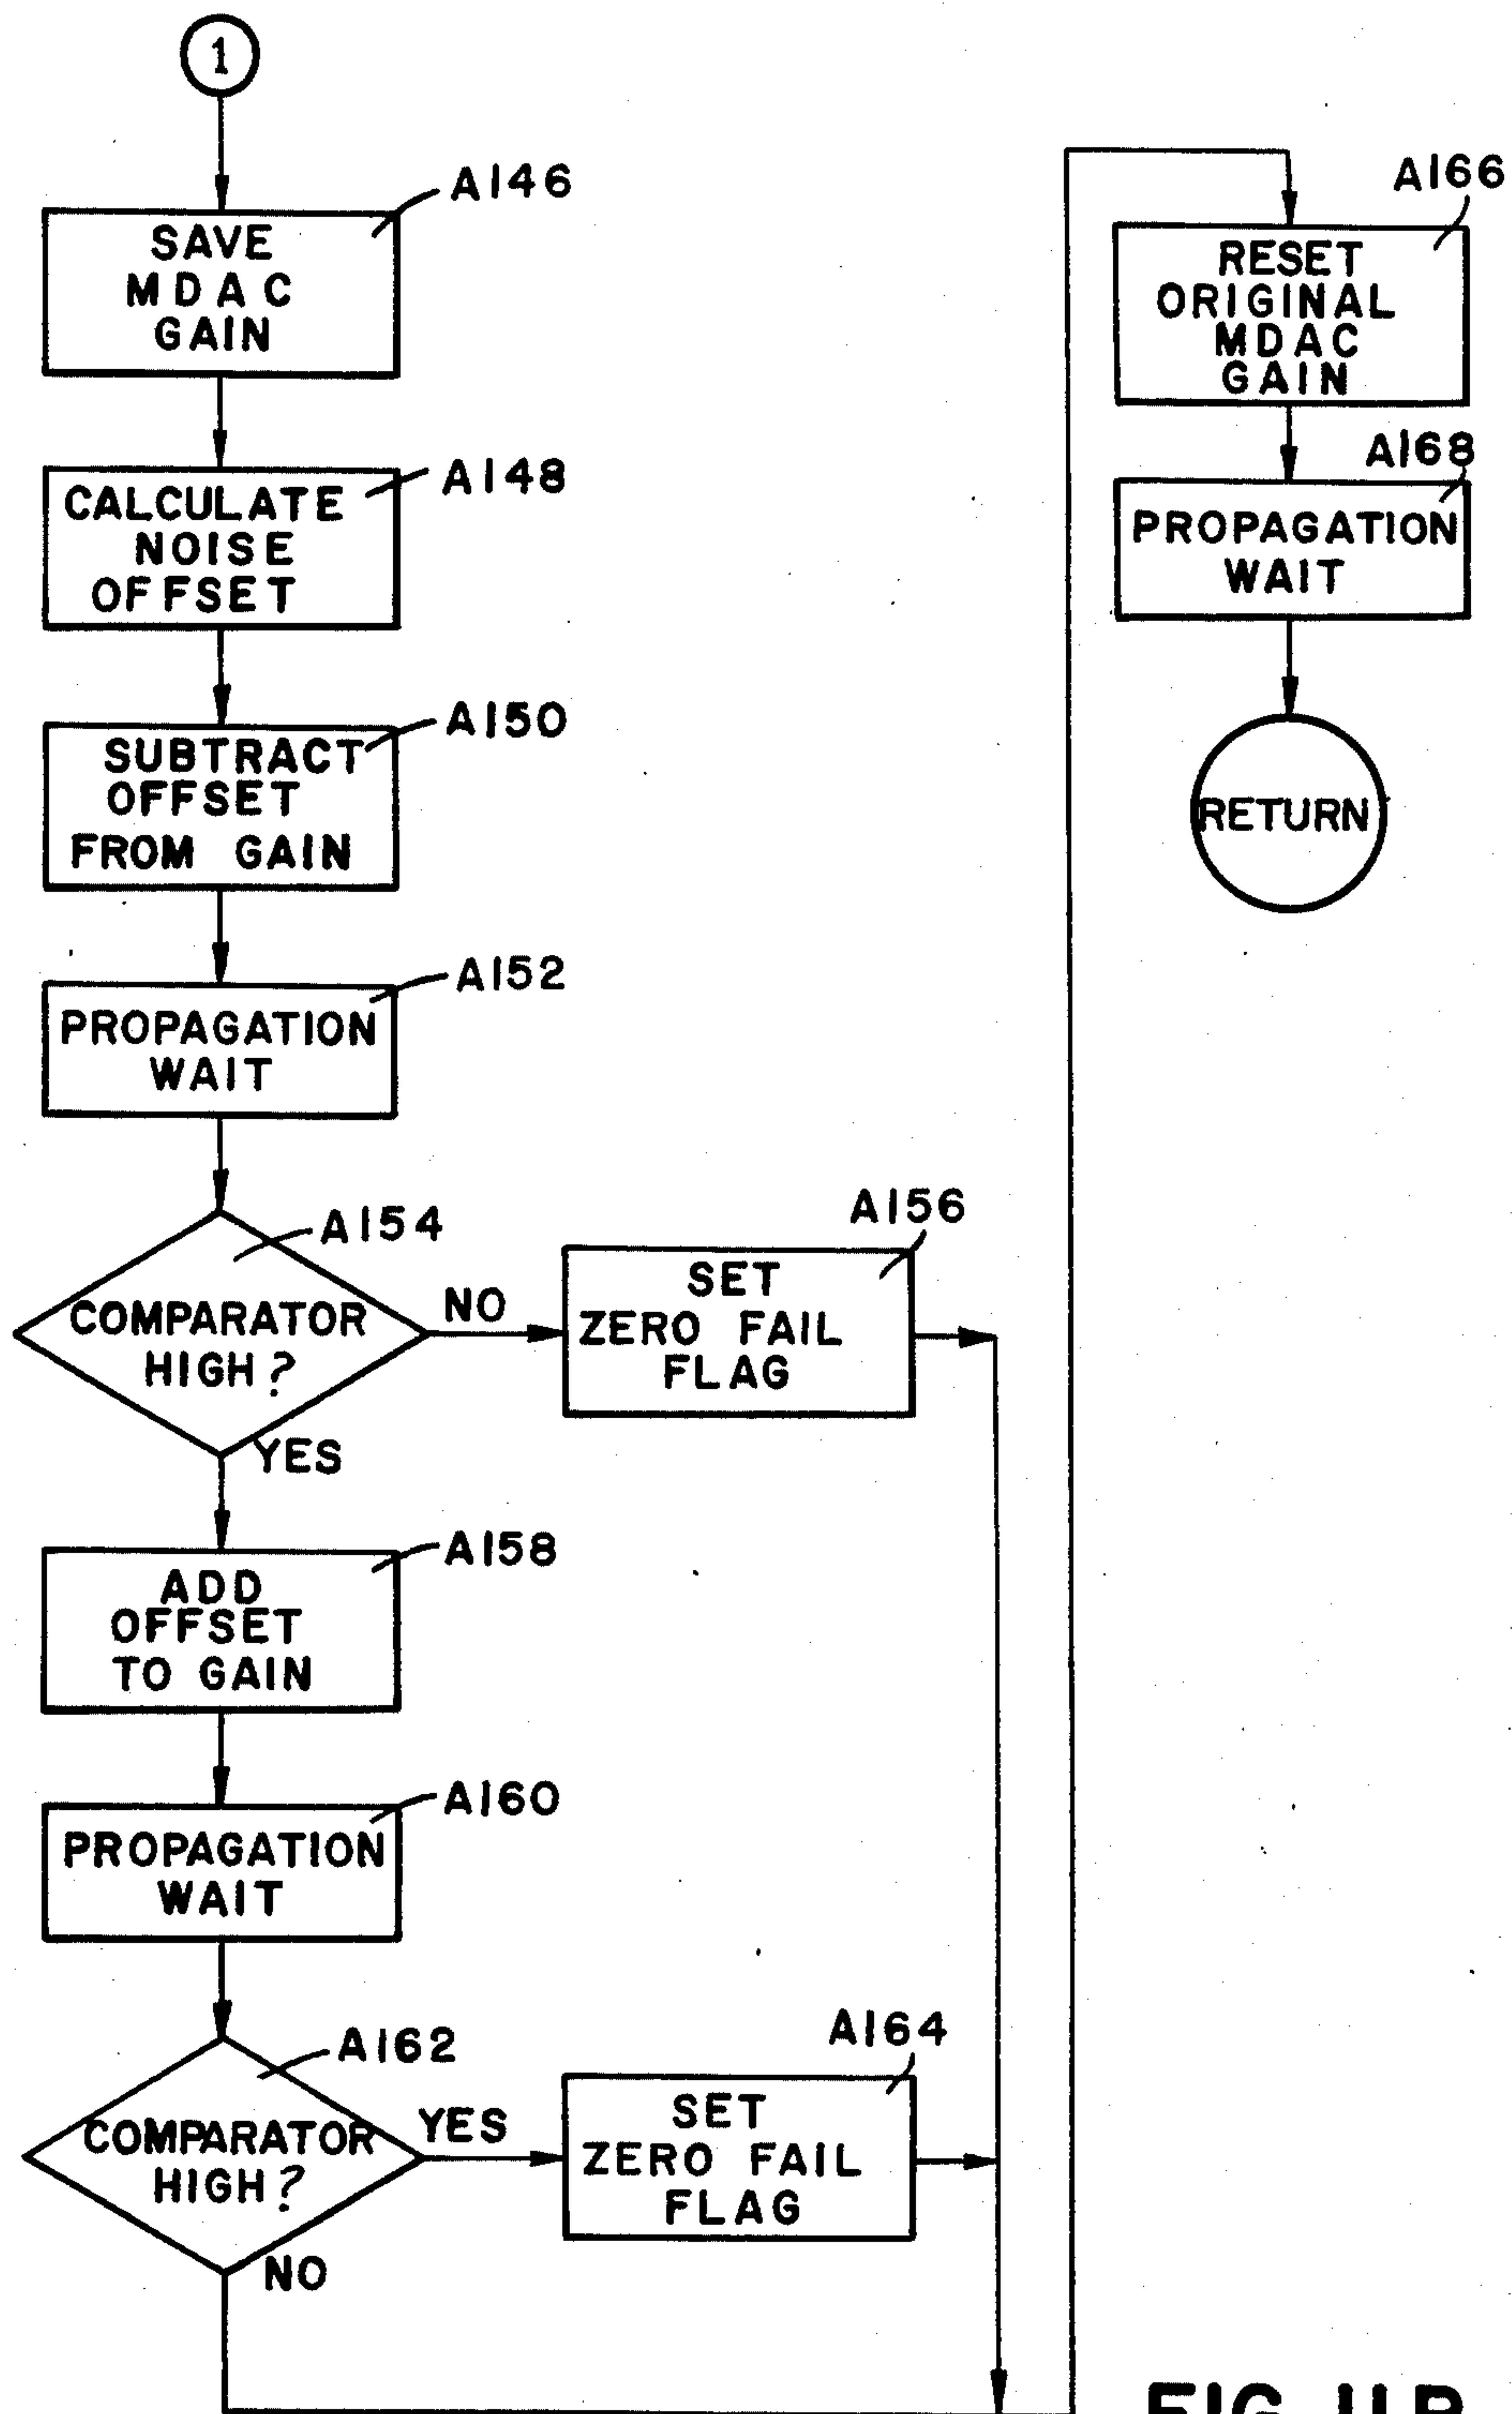 1
A146
SAVE
MDAC
GAIN
A148
CALCULATE
NOISE
OFFSET
A150
SUBTRACT
OFFSET
FROM GAIN
A152
PROPAGATION
WAIT
A154
COMPARATOR
HIGH?
NO
YES
A156
SET
ZERO FAIL
FLAG
A158
ADD
OFFSET
TO GAIN
A160
PROPAGATION
WAIT
A162
COMPARATOR
HIGH?
YES
NO
A164
SET
ZERO FAIL
FLAG
A166
RESET
ORIGINAL
MDAC
GAIN
A168
PROPAGATION
WAIT
RETURN
FIG. 11B